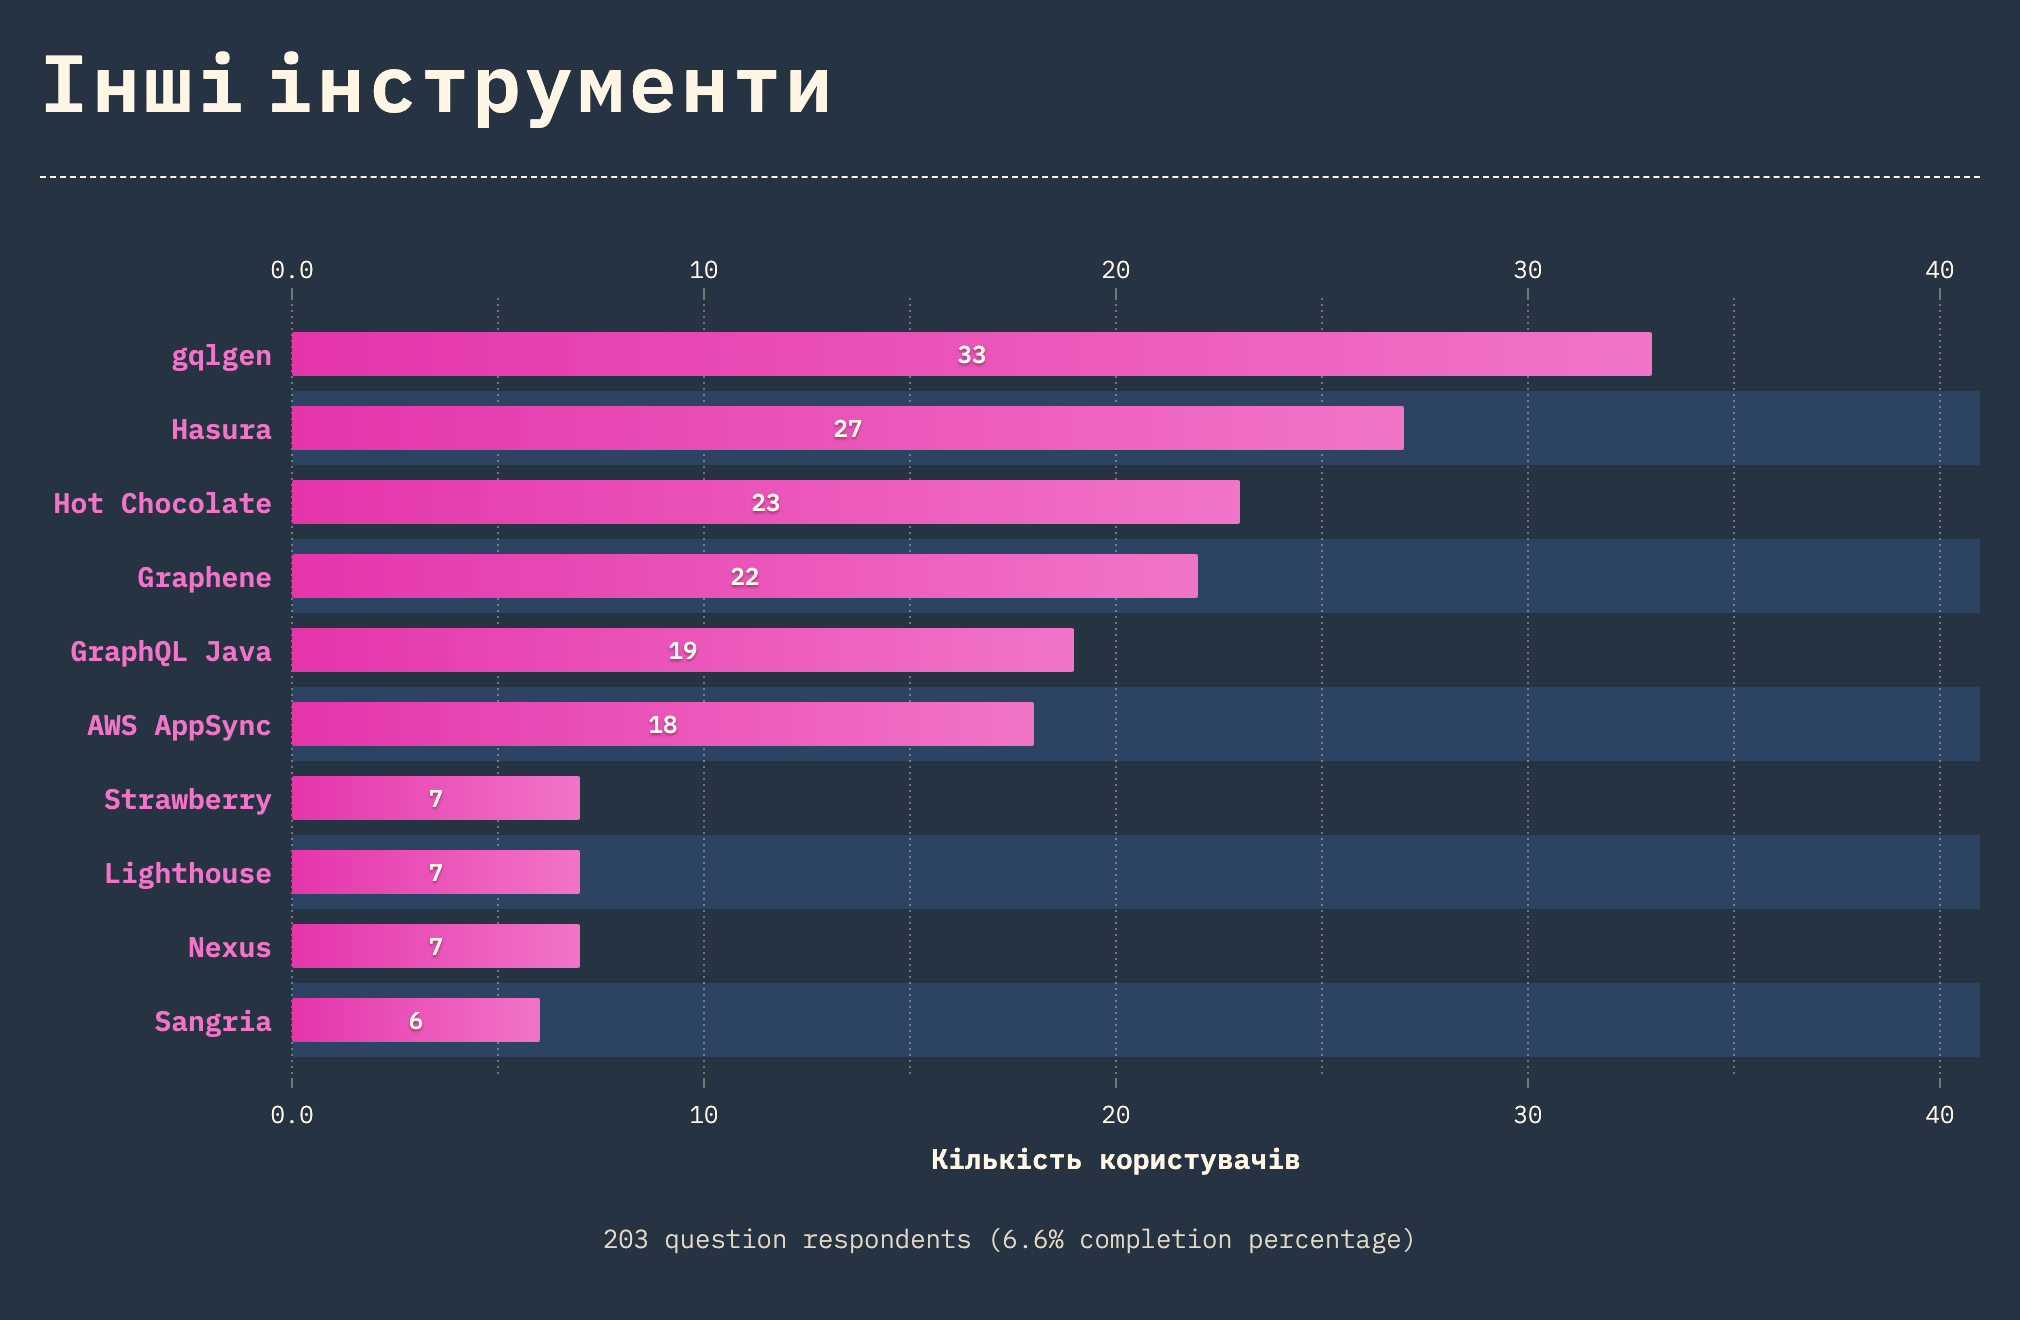 Інші інструменти
0.0 10 20 30 40
gqlgen 33
Hasura 27
Hot Chocolate 23
Graphene 22
GraphQL Java 19
AWS AppSync 18
Strawberry 7
Lighthouse 7
Nexus 7
Sangria 6
0.0 10 20 30 40
Кількість користувачів
203 question respondents (6.6% completion percentage)